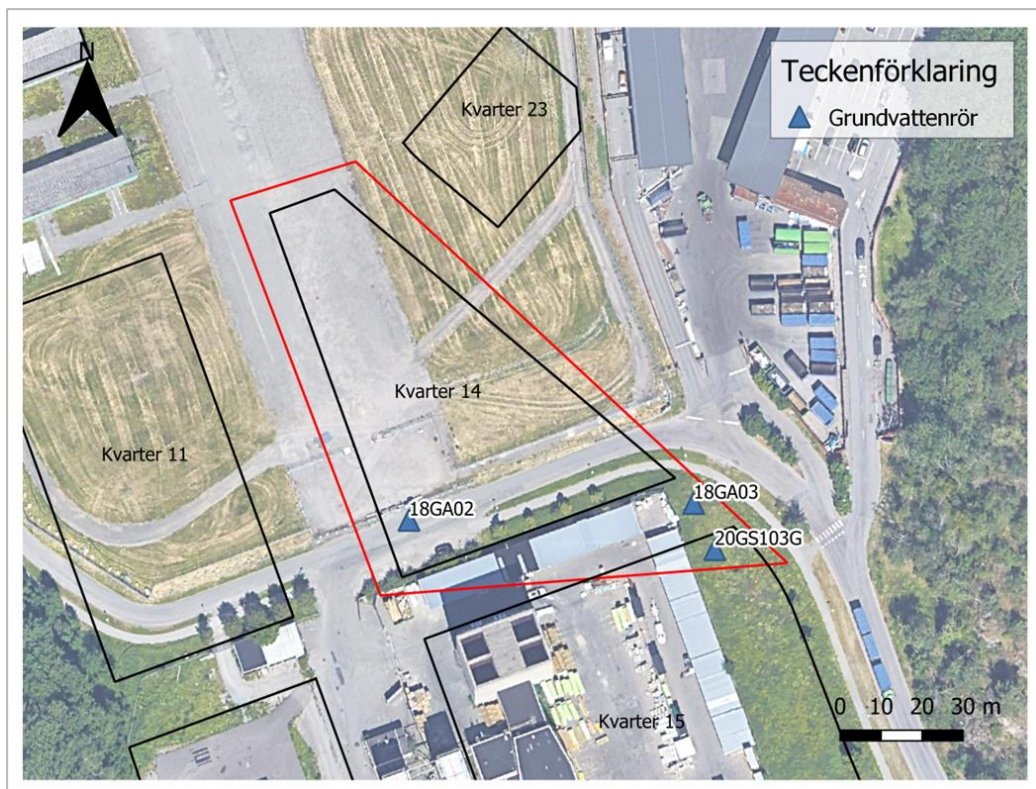 N
Teckenförklaring
Grundvattenrör
Kvarter 23
Kvarter 14
Kvarter 11
18GA02
18GA03
20GS103G
Kvarter 15
0 10 20 30 m